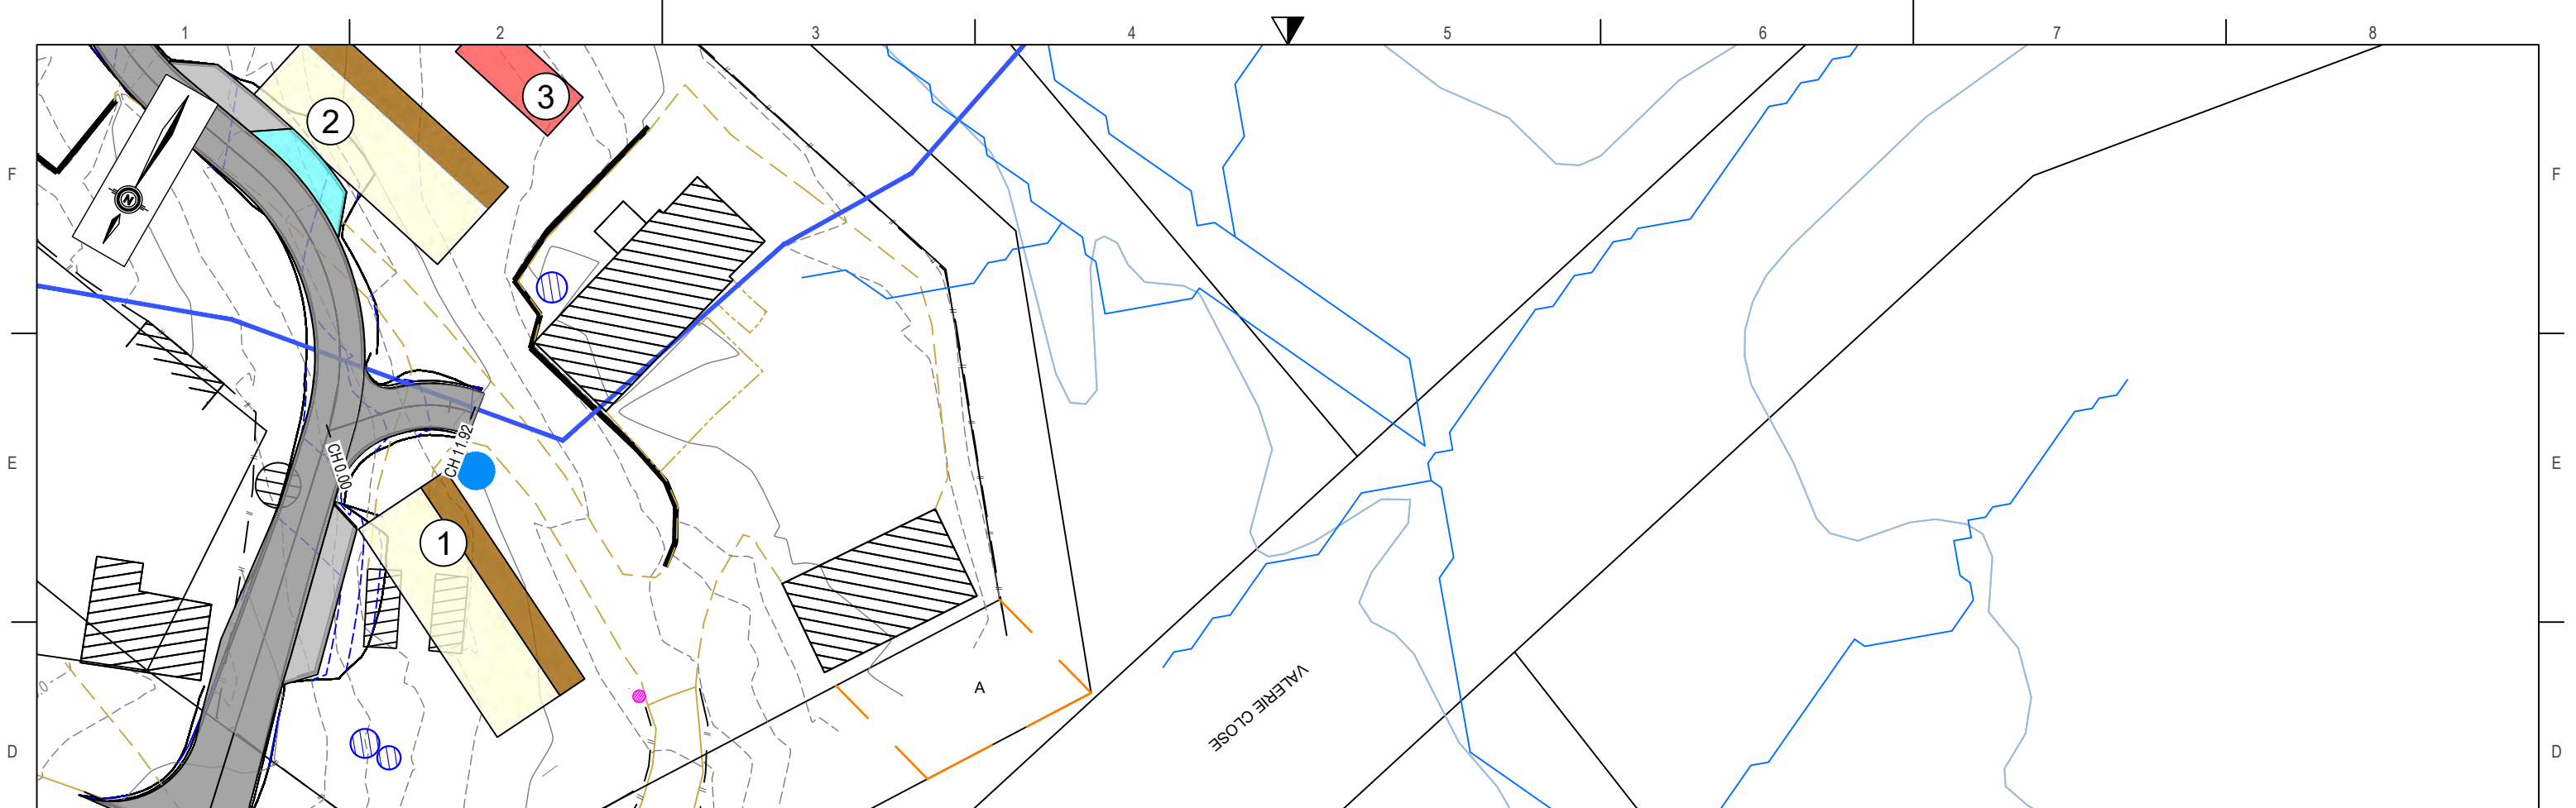 1 2 3 4 5 6 7 8
F F
2
3
N
E E
CH 0.00
CH 11.92
1
A
VALERIE CLOSE
D D